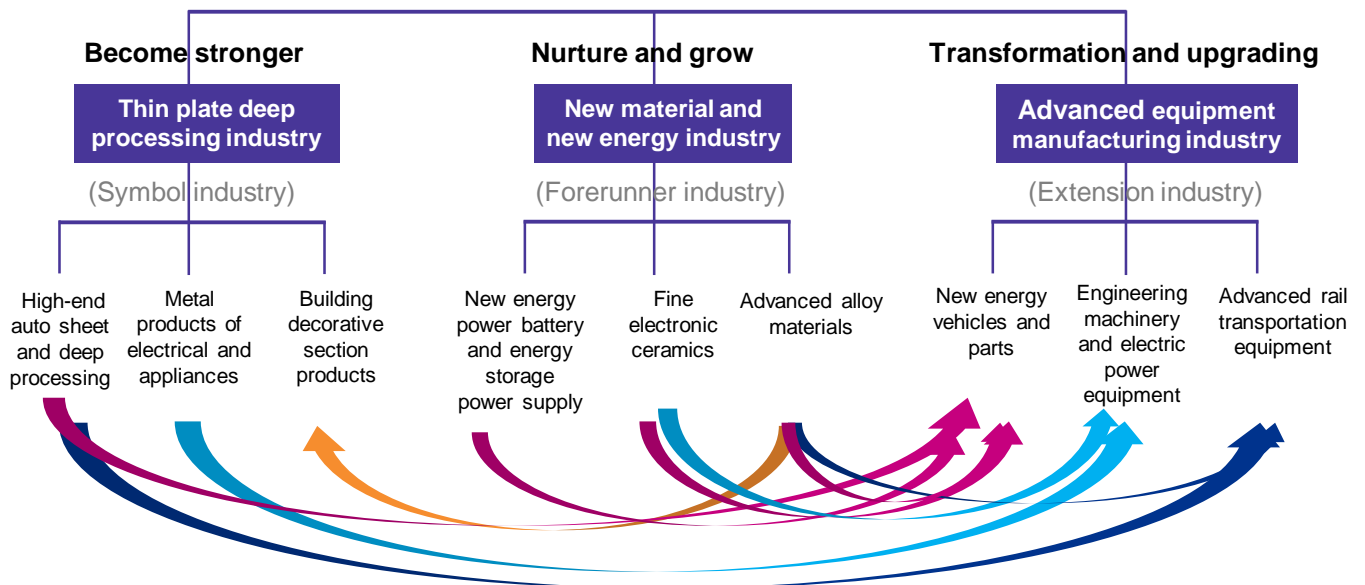 Become stronger
Nurture and grow
Transformation and upgrading
Thin plate deep
processing industry
New material and
new energy industry
Advanced equipment
manufacturing industry
(Symbol industry)
(Forerunner industry)
(Extension industry)
High-end
auto sheet
and deep
processing
Metal
products of
electrical and
appliances
Building
decorative
section
products
New energy
power battery
and energy
storage
power supply
Fine
electronic
ceramics
Advanced alloy
materials
New energy
vehicles and
parts
Engineering
machinery
and electric
power
equipment
Advanced rail
transportation
equipment